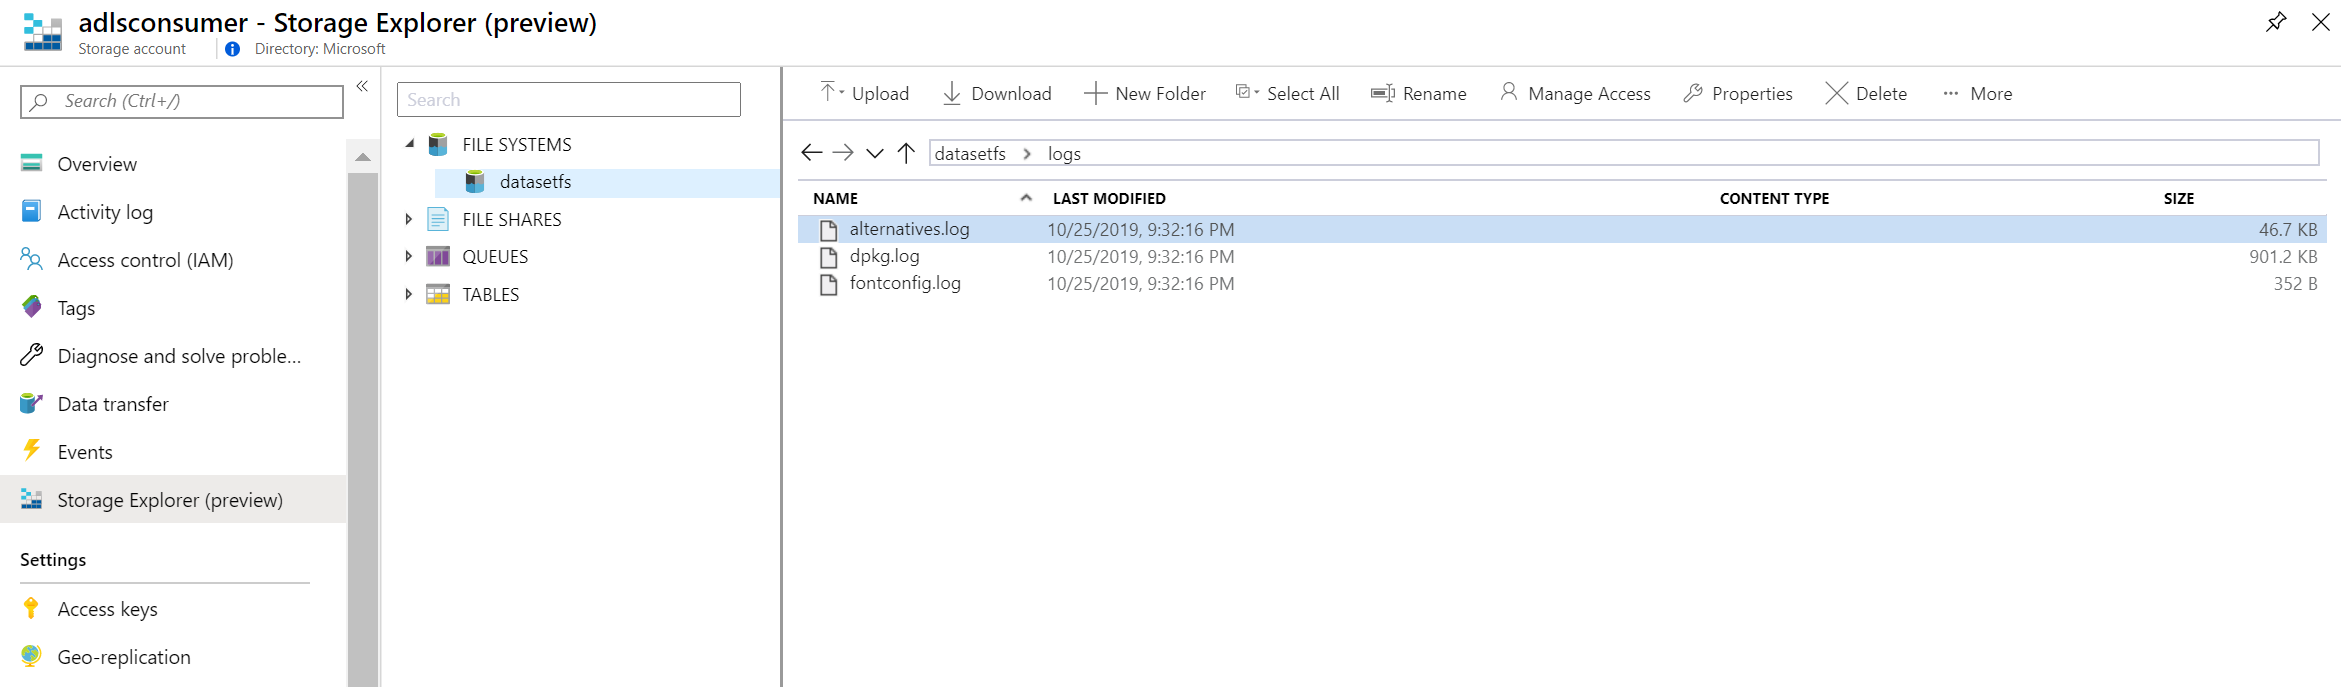 adlsconsumer - Storage Explorer (preview)
Storage account
Directory: Microsoft
Search (Ctrl+/)
Overview
Activity log
Access control (IAM)
Tags
Diagnose and solve proble...
Data transfer
Events
Storage Explorer (preview)
Settings
Access keys
Geo-replication
Search
FILE SYSTEMS
datasetfs
FILE SHARES
QUEUES
TABLES
Upload Download New Folder Select All Rename Manage Access Properties Delete More
datasetfs > logs
NAME LAST MODIFIED CONTENT TYPE SIZE
alternatives.log 10/25/2019, 9:32:16 PM 46.7 KB
dpkg.log 10/25/2019, 9:32:16 PM 901.2 KB
fontconfig.log 10/25/2019, 9:32:16 PM 352 B